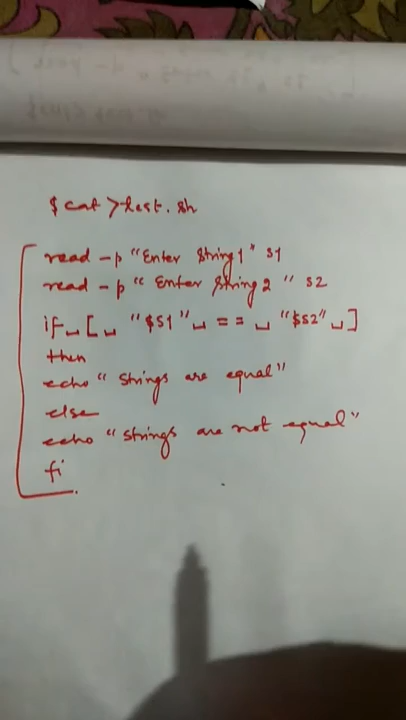 $ cat >test.sh
read -p "Enter String1" s1
read -p "Enter String2" s2
if␣[␣"$s1"␣==␣"$s2"␣]
then
echo "Strings are equal"
else
echo "Strings are not equal"
fi